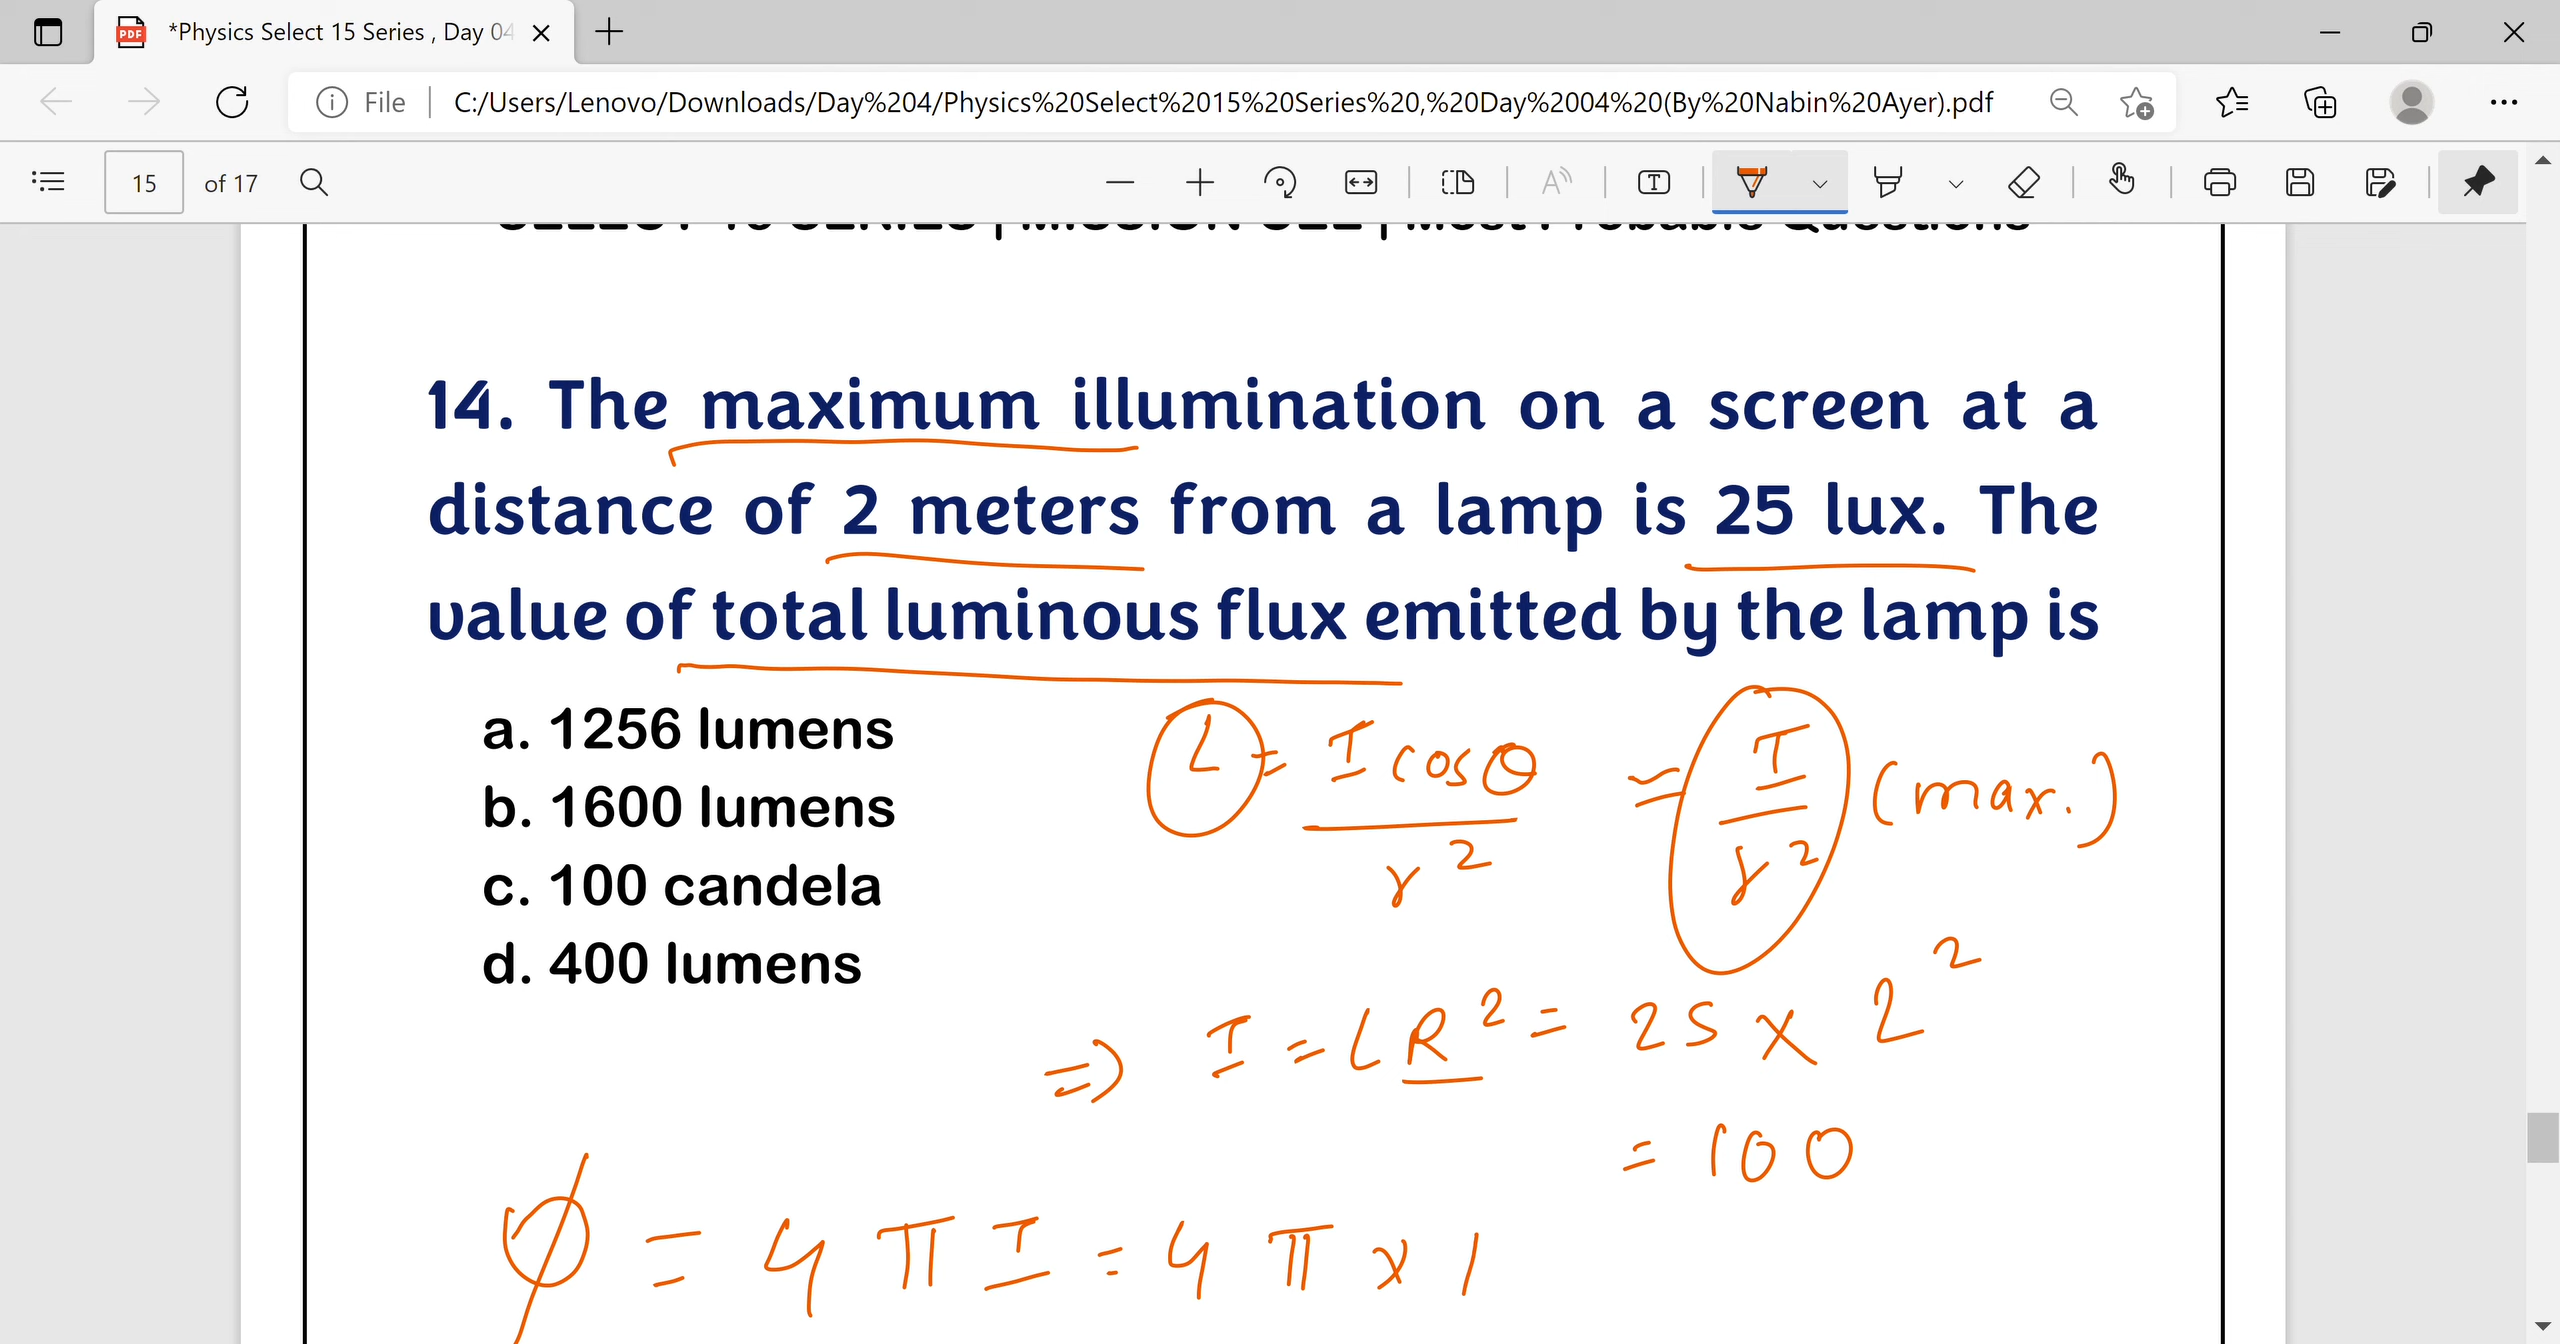 *Physics Select 15 Series , Day 04
File
C:/Users/Lenovo/Downloads/Day%204/Physics%20Select%2015%20Series%20,%20Day%2004%20(By%20Nabin%20Ayer).pdf
15 of 17
14. The maximum illumination on a screen at a
distance of 2 meters from a lamp is 25 lux. The
value of total luminous flux emitted by the lamp is
a. 1256 lumens
b. 1600 lumens
c. 100 candela
d. 400 lumens
L = I cosθ / r² ≈ I / r² (max.)
⇒ I = LR² = 25 × 2²
= 100
ϕ = 4 π I = 4 π × 1